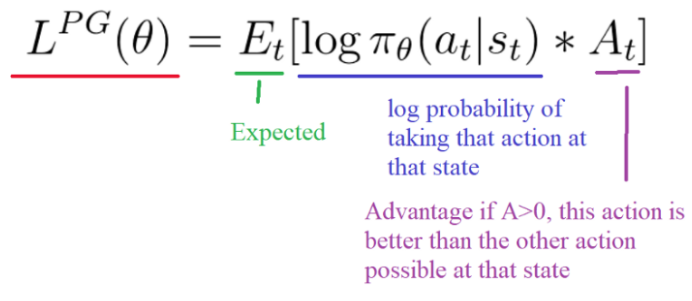 L^{PG}(θ) = E_t[log π_θ(a_t|s_t) * A_t]
Expected
log probability of
taking that action at
that state
Advantage if A>0, this action is
better than the other action
possible at that state